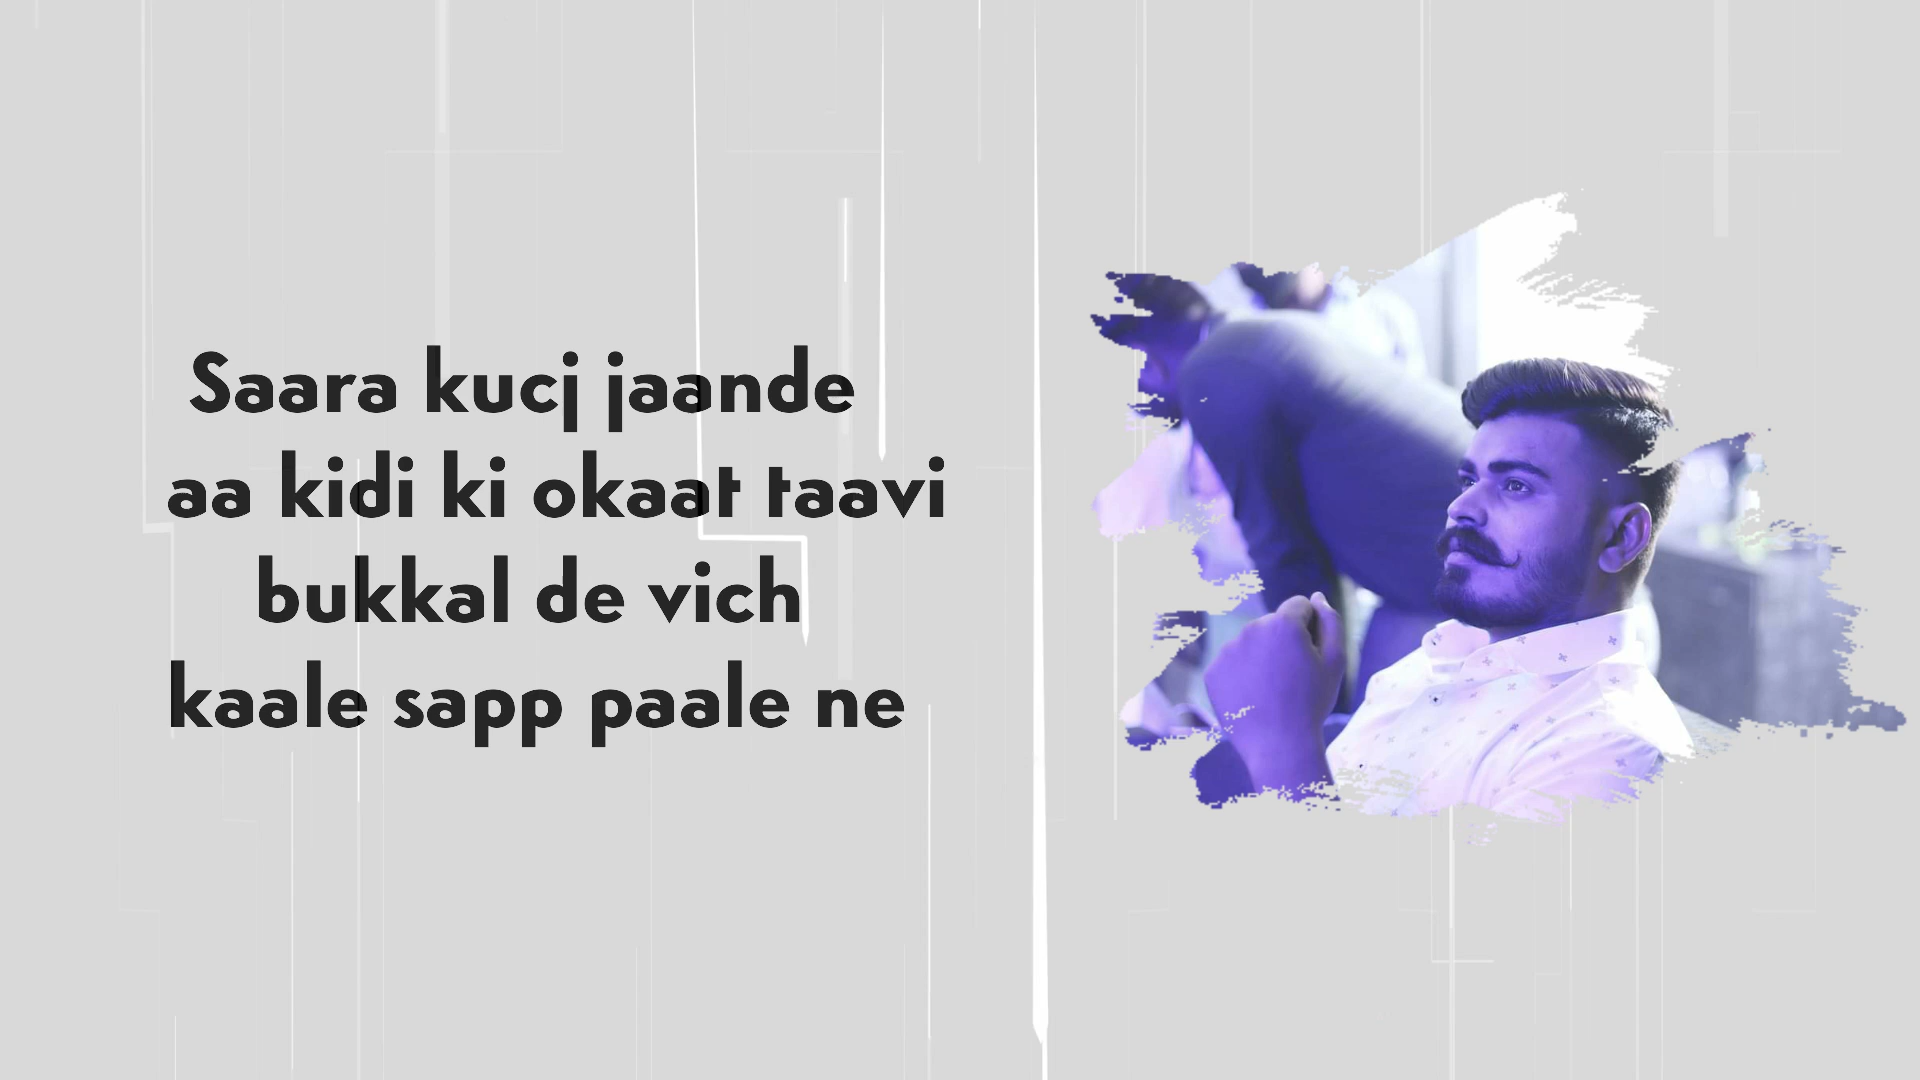 Saara kucj jaande
aa kidi ki okaat taavi
bukkal de vich
kaale sapp paale ne